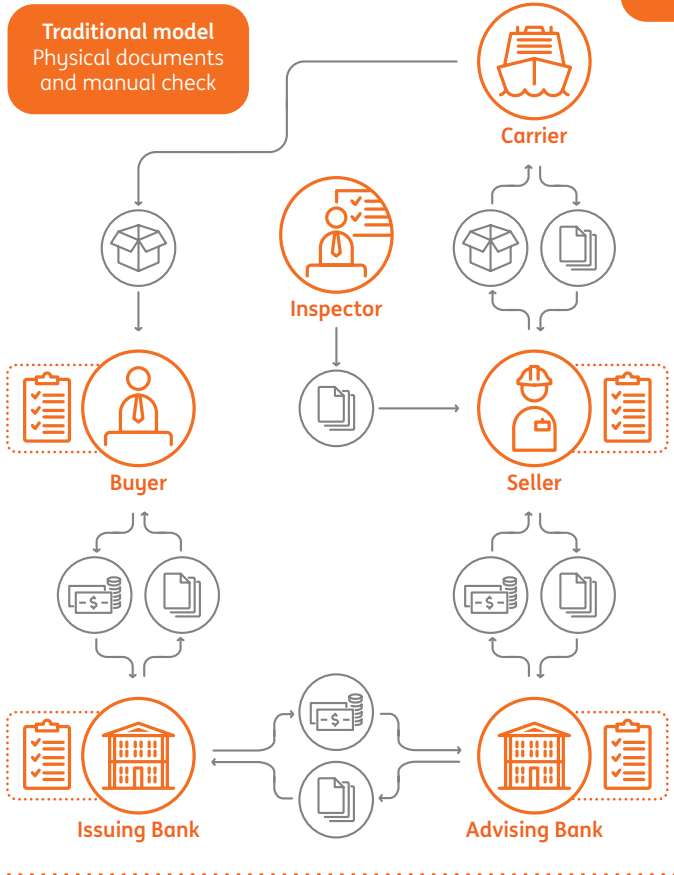 Traditional model
Physical documents
and manual check
Carrier
Inspector
Buyer
Seller
- $ -
- $ -
- $ -
Issuing Bank
Advising Bank